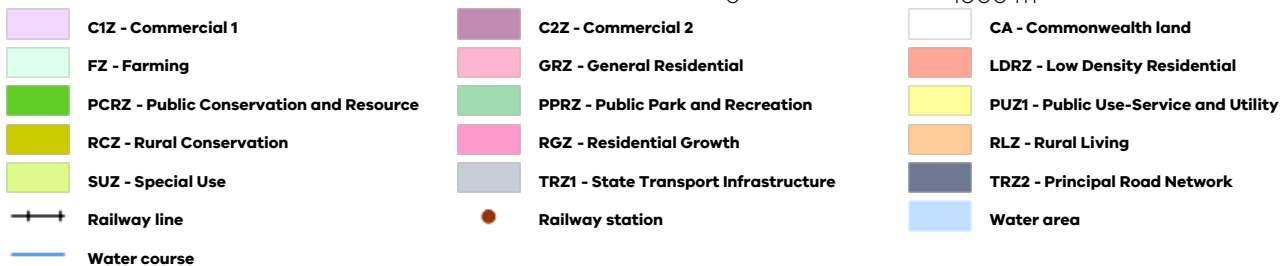 C1Z - Commercial 1
C2Z - Commercial 2
CA - Commonwealth land
FZ - Farming
GRZ - General Residential
LDRZ - Low Density Residential
PCRZ - Public Conservation and Resource
PPRZ - Public Park and Recreation
PUZ1 - Public Use-Service and Utility
RCZ - Rural Conservation
RGZ - Residential Growth
RLZ - Rural Living
SUZ - Special Use
TRZ1 - State Transport Infrastructure
TRZ2 - Principal Road Network
Railway line
Railway station
Water area
Water course